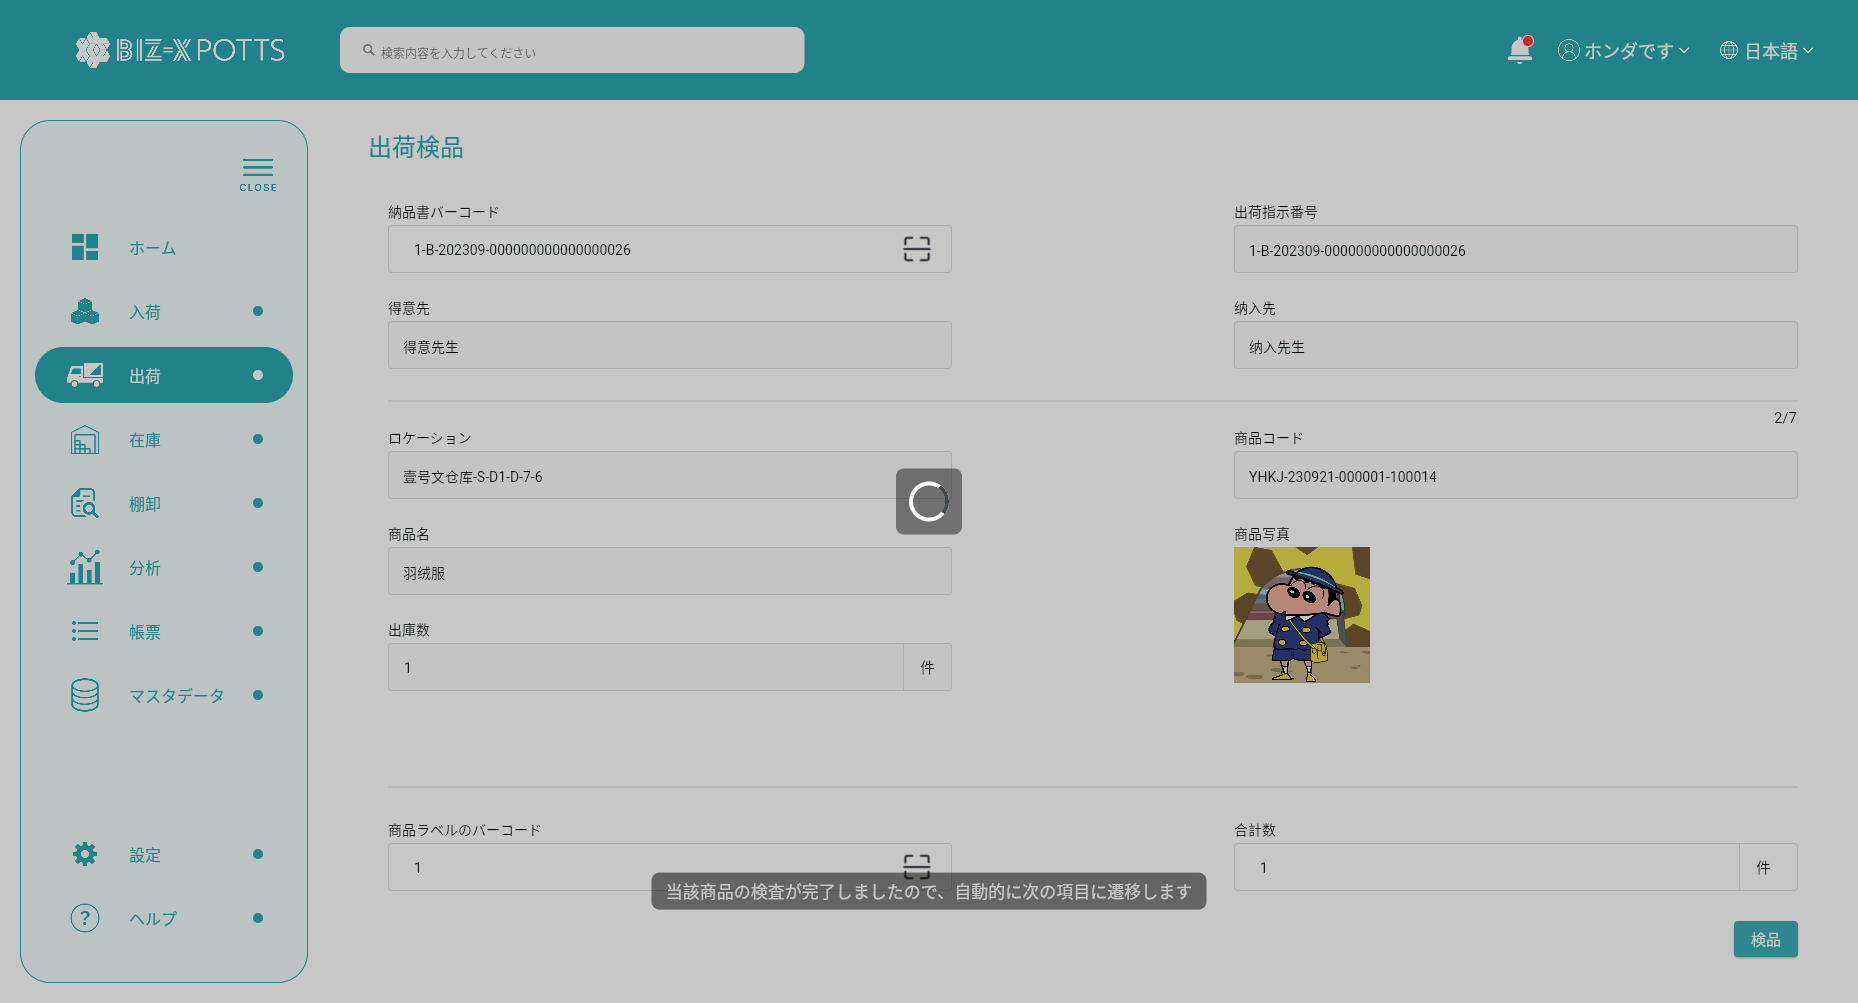 BIZ=X POTTS
検索内容を入力してください
ホンダです
日本語
CLOSE
ホーム
入荷
出荷
在庫
棚卸
分析
帳票
マスタデータ
設定
ヘルプ
出荷検品
納品書バーコード
1-B-202309-000000000000000026
出荷指示番号
1-B-202309-000000000000000026
得意先
得意先生
纳入先
纳入先生
2/7
ロケーション
壹号文仓库-S-D1-D-7-6
商品コード
YHKJ-230921-000001-100014
商品名
羽绒服
商品写真
出庫数
1
件
商品ラベルのバーコード
1
合計数
1
件
当該商品の検査が完了しましたので、自動的に次の項目に遷移します
検品